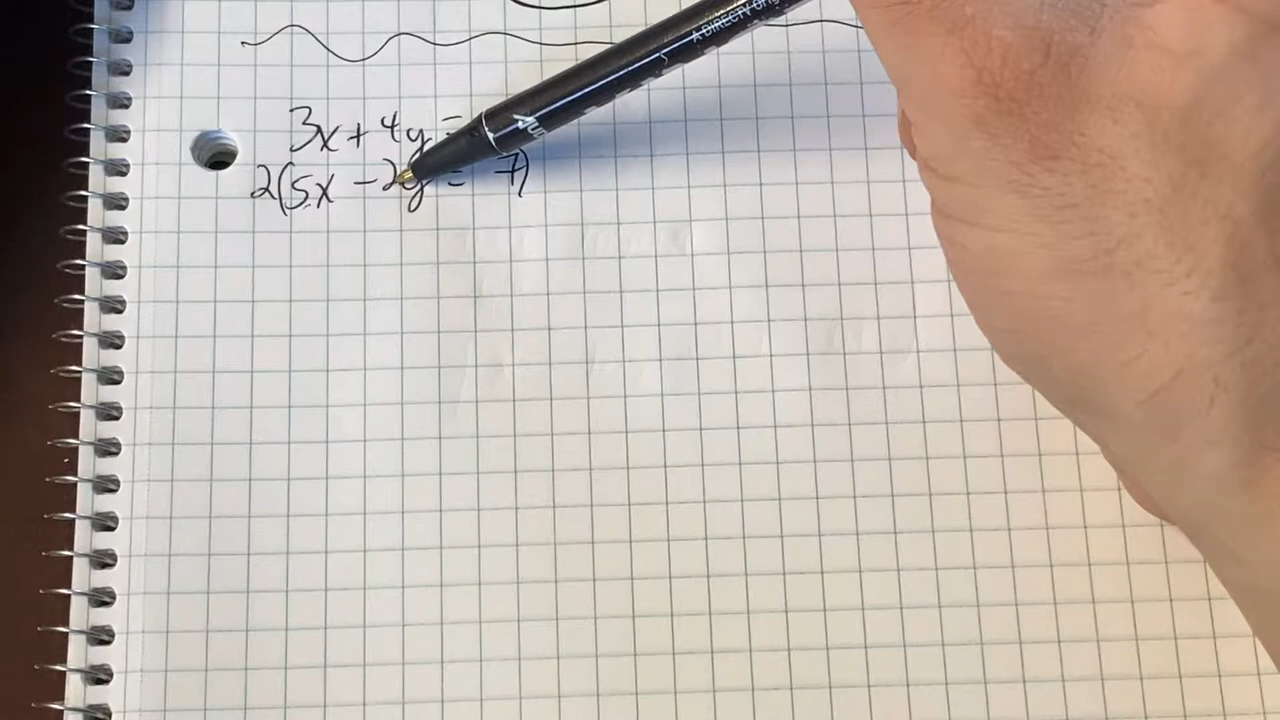 A DIRECTV
3x + 4y =
2(5x - 2y = 7)